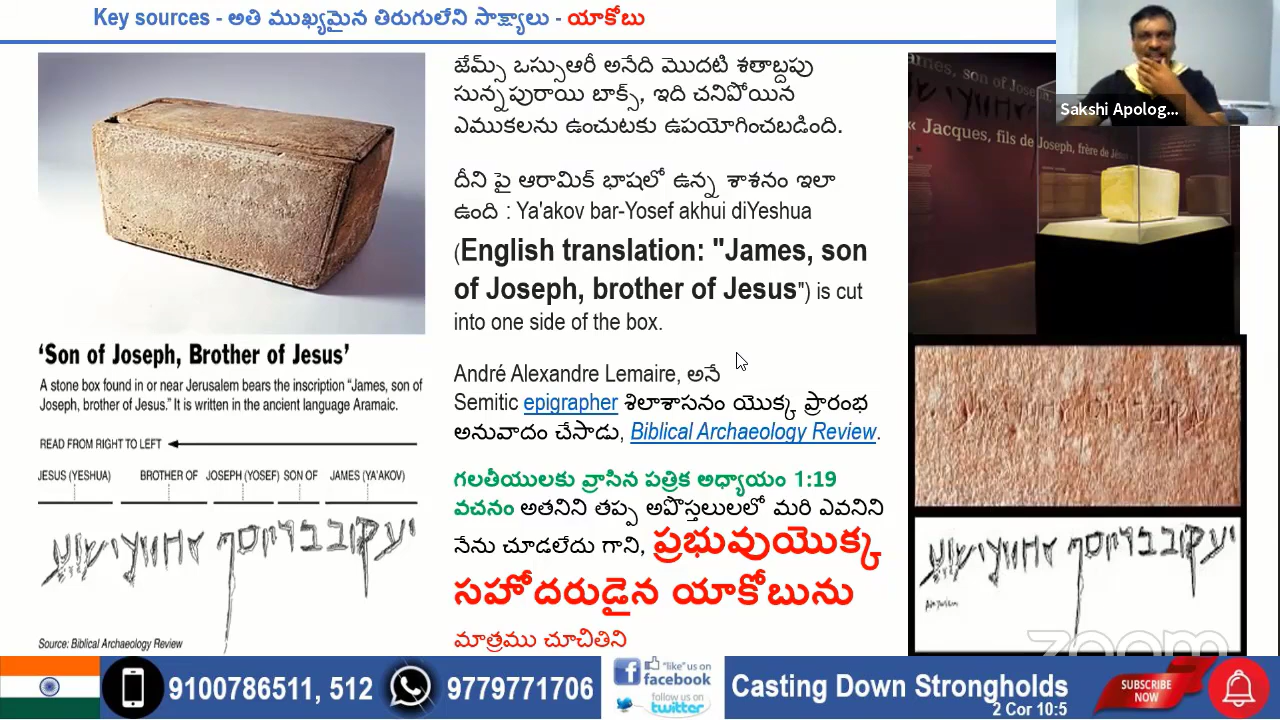 Key sources - అతి ముఖ్యమైన తిరుగులేని సాక్ష్యాలు - యాకోబు
జేమ్స్ ఒస్సుఆరీ అనేది మొదటి శతాబ్దపు
సున్నపురాయి బాక్స్, ఇది చనిపోయిన
ఎముకలను ఉంచుటకు ఉపయోగించబడింది.
దీని పై ఆరామిక్ భాషలో ఉన్న శాశనం ఇలా
ఉంది : Ya'akov bar-Yosef akhui diYeshua
(English translation: "James, son
of Joseph, brother of Jesus") is cut
into one side of the box.
André Alexandre Lemaire, అనే
Semitic epigrapher శిలాశాసనం యొక్క ప్రారంభ
అనువాదం చేసాడు, Biblical Archaeology Review.
గలతీయులకు వ్రాసిన పత్రిక అధ్యాయం 1:19
వచనం అతనిని తప్ప అపొస్తలులలో మరి ఎవనిని
నేను చూడలేదు గాని, ప్రభువుయొక్క
సహోదరుడైన యాకోబును
మాత్రము చూచితిని
'Son of Joseph, Brother of Jesus'
A stone box found in or near Jerusalem bears the inscription "James, son of
Joseph, brother of Jesus." It is written in the ancient language Aramaic.
READ FROM RIGHT TO LEFT
JESUS (YESHUA) BROTHER OF JOSEPH (YOSEF) SON OF JAMES (YA'AKOV)
Source: Biblical Archaeology Review
Sakshi Apolog...
James, son of Joseph,
« Jacques, fils de Joseph, frère de Jésus
zoom
9100786511, 512
9779771706
"like" us on
facebook
follow us on
twitter
Casting Down Strongholds
2 Cor 10:5
SUBSCRIBE
NOW